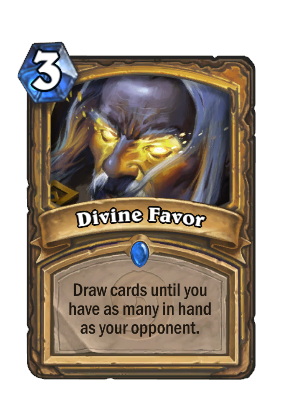 3
Divine Favor
Draw cards until you
have as many in hand
as your opponent.